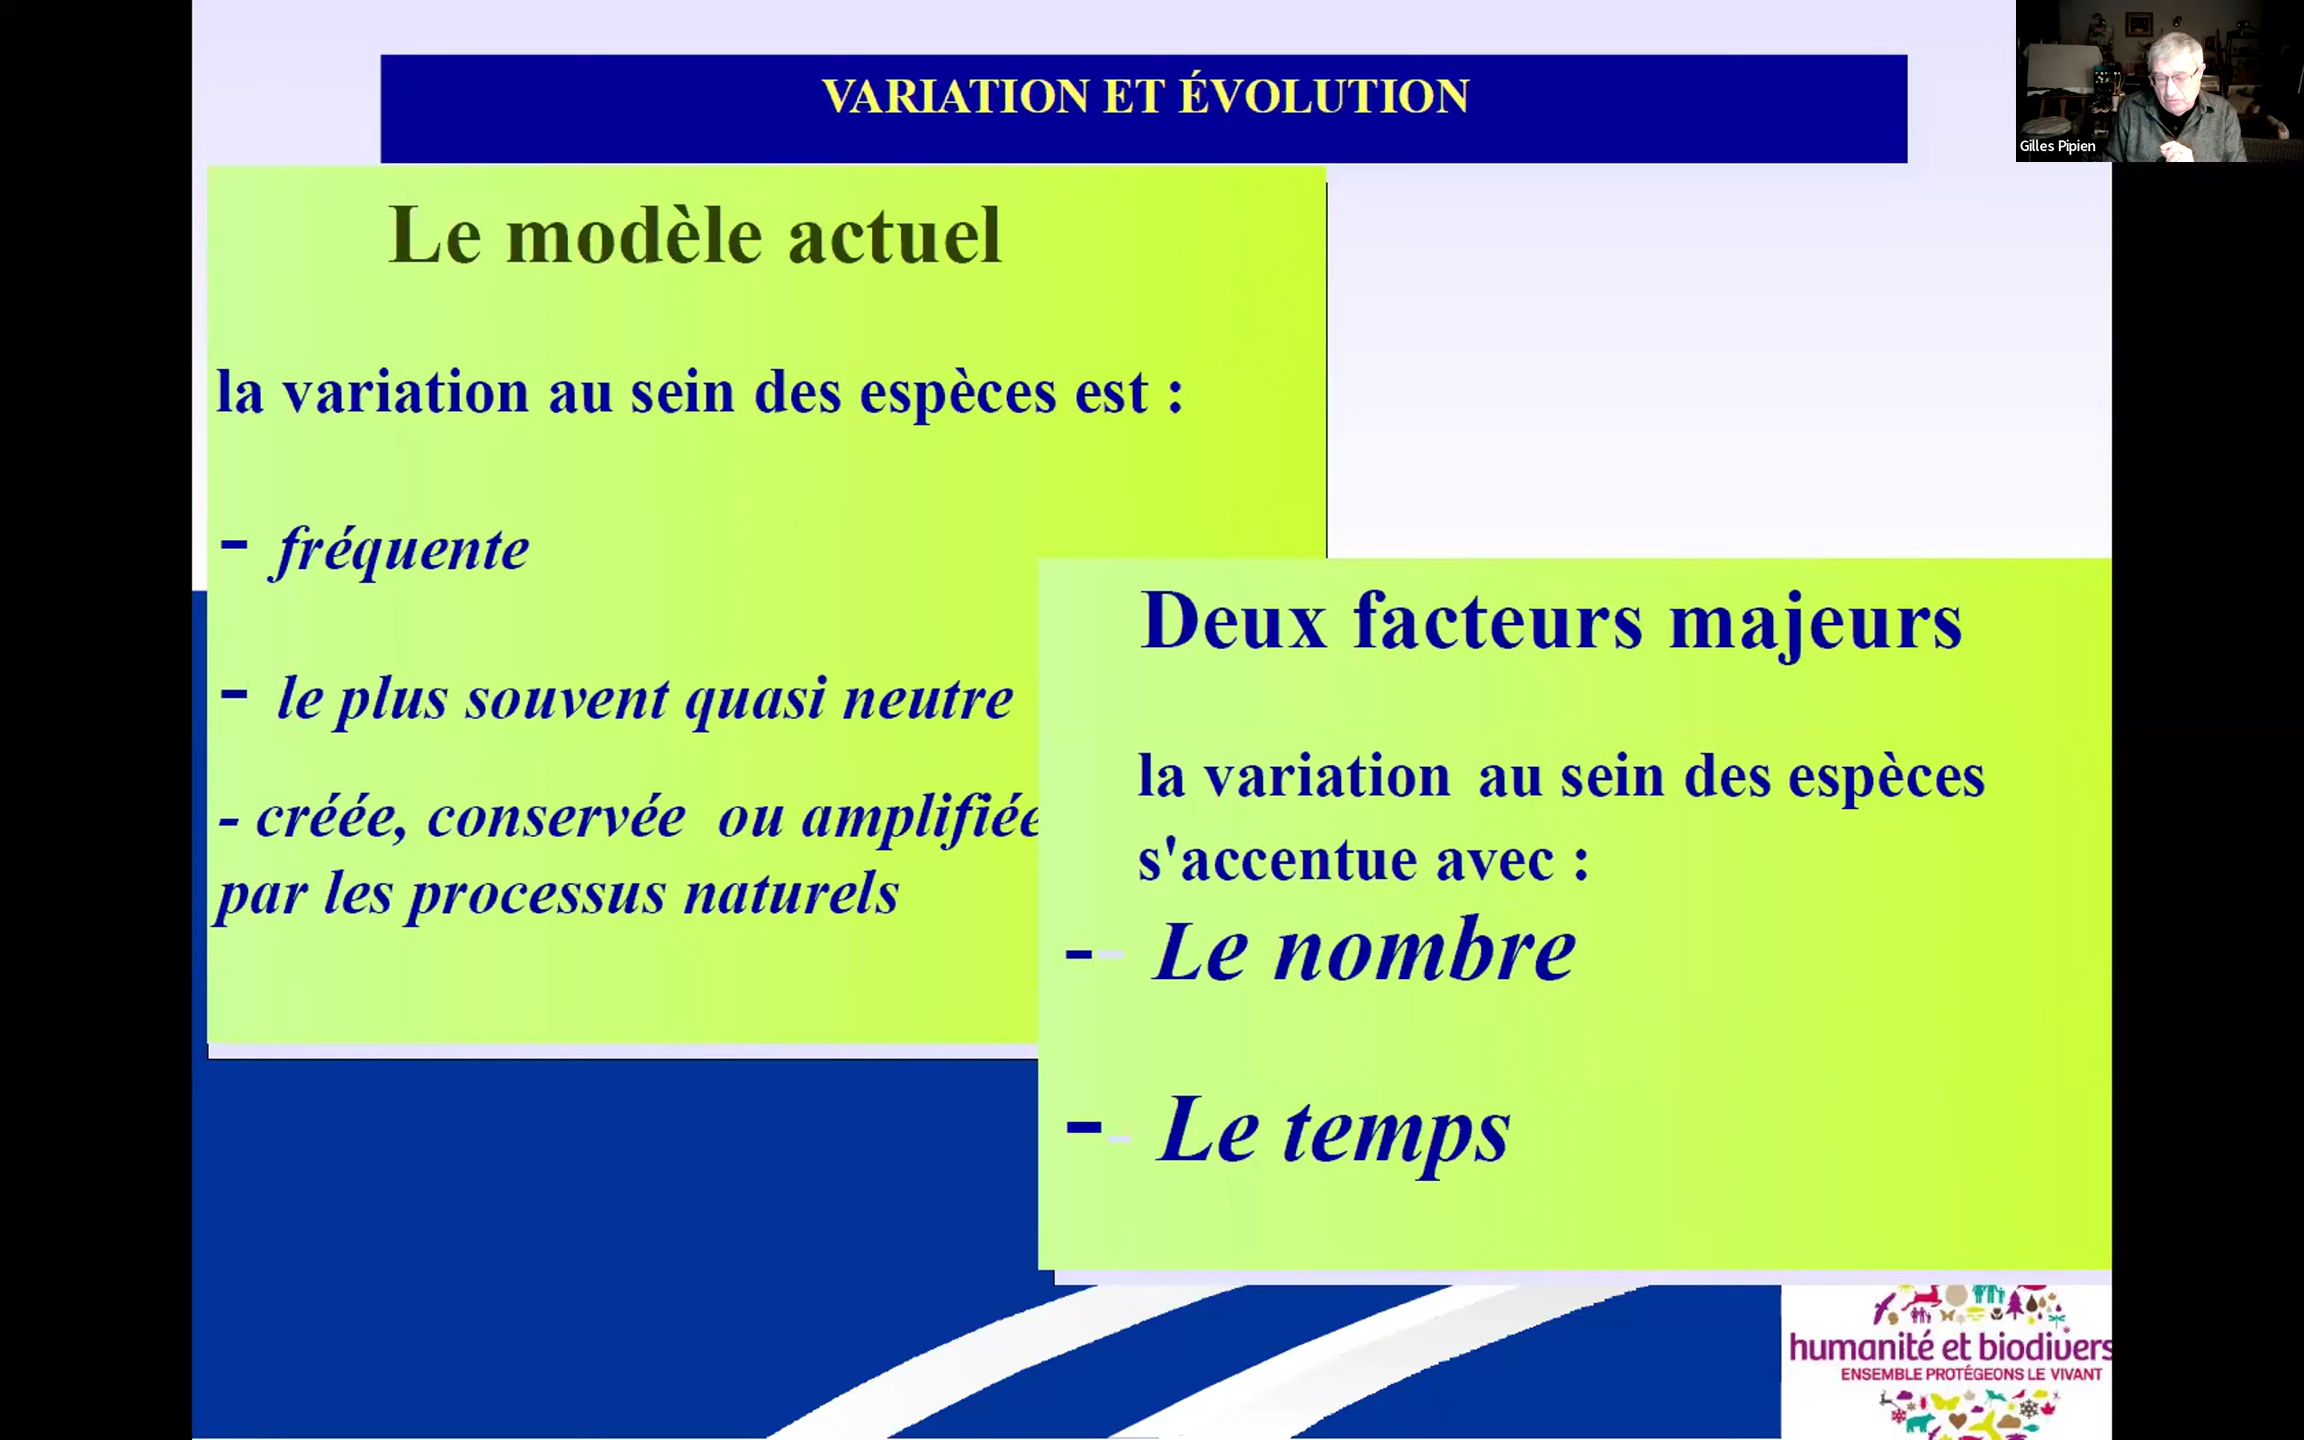 VARIATION ET ÉVOLUTION
Gilles Pipien
Le modèle actuel
la variation au sein des espèces est :
- fréquente
- le plus souvent quasi neutre
- créée, conservée ou amplifiée
par les processus naturels
Deux facteurs majeurs
la variation au sein des espèces
s'accentue avec :
-- Le nombre
-- Le temps
humanité et biodivers
ENSEMBLE PROTÉGEONS LE VIVANT